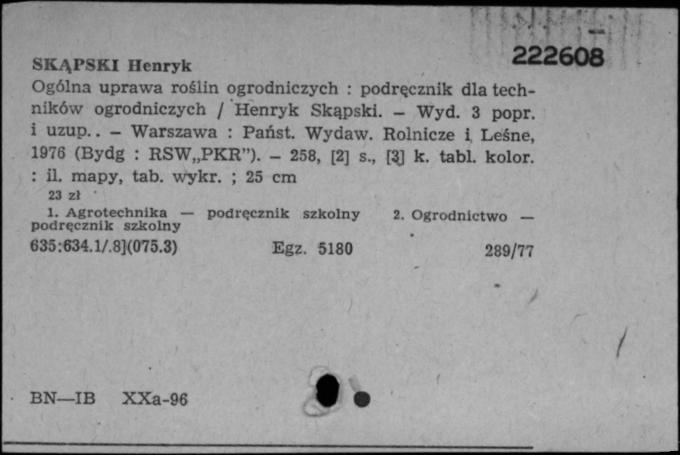 222608
SKĄPSKI Henryk
Ogólna uprawa roślin ogrodniczych : podręcznik dla tech-
ników ogrodniczych / Henryk Skąpski. — Wyd. 3 popr.
i uzup.. — Warszawa : Państ. Wydaw. Rolnicze i Leśne,
1976 (Bydg : RSW„PKR”). — 258, [2] s., [3] k. tabl. kolor.
: il. mapy, tab. wykr. ; 25 cm
23 zł
1. Agrotechnika — podręcznik szkolny 2. Ogrodnictwo —
podręcznik szkolny
635:634.1/.8](075.3) Egz. 5180 289/77
BN—IB XXa-96